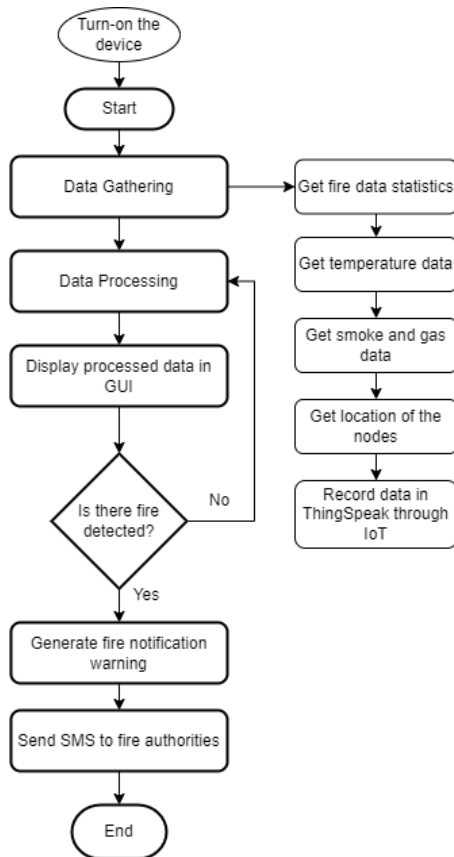 Turn-on the
device
Start
Data Gathering
Get fire data statistics
Data Processing
Get temperature data
Display processed data in
GUI
Get smoke and gas
data
Get location of the
nodes
Is there fire
detected?
No
Record data in
ThingSpeak through
IoT
Yes
Generate fire notification
warning
Send SMS to fire authorities
End